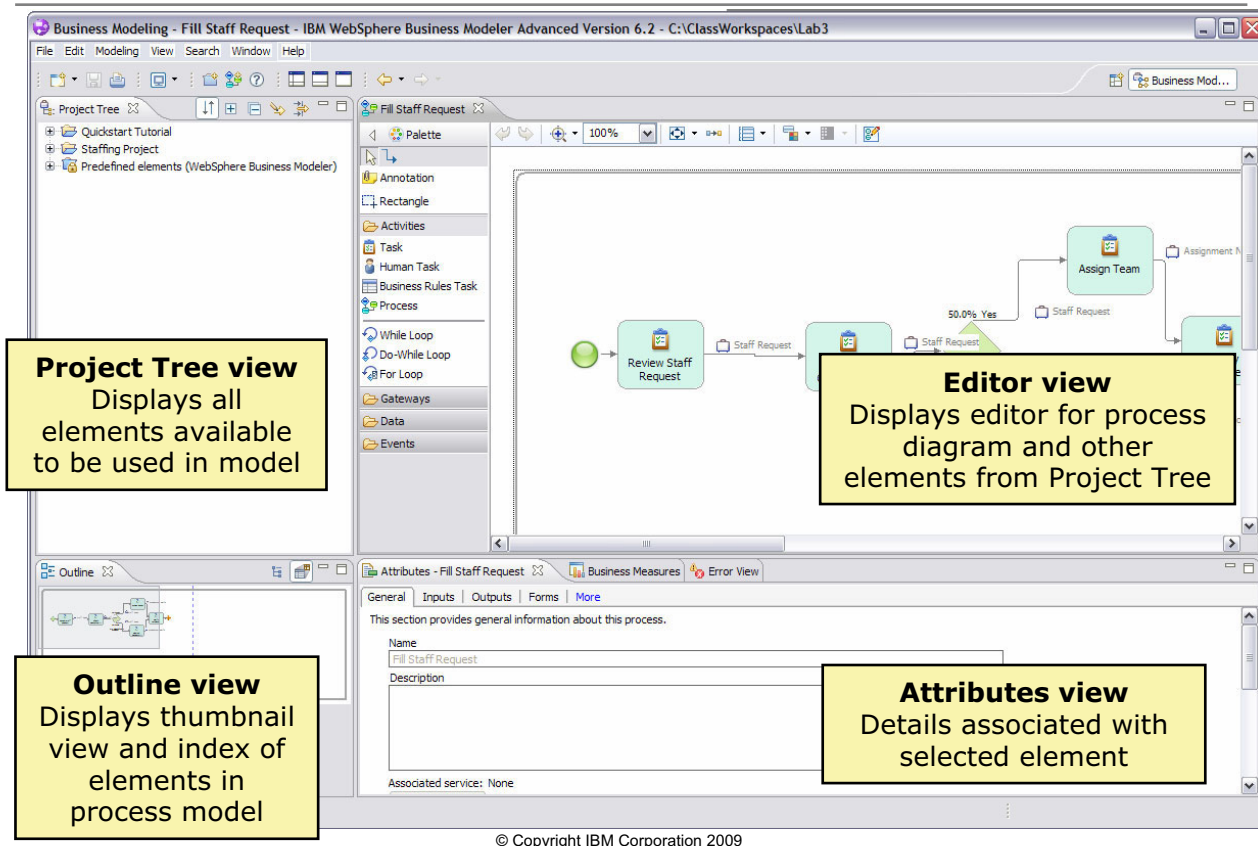 Business Modeling - Fill Staff Request - IBM WebSphere Business Modeler Advanced Version 6.2 - C:\ClassWorkspaces\Lab3
File Edit Modeling View Search Window Help
Business Mod...
Project Tree
Quickstart Tutorial
Staffing Project
Predefined elements (WebSphere Business Modeler)
Fill Staff Request
Palette
100%
Annotation
Rectangle
Activities
Task
Human Task
Business Rules Task
Process
While Loop
Do-While Loop
For Loop
Gateways
Data
Events
Assign Team
Assignment N
50.0% Yes
Staff Request
Review Staff
Request
Staff Request
Staff Request
Project Tree view
Displays all
elements available
to be used in model
Editor view
Displays editor for process
diagram and other
elements from Project Tree
Outline
Attributes - Fill Staff Request
Business Measures
Error View
General Inputs Outputs Forms More
This section provides general information about this process.
Name
Fill Staff Request
Description
Associated service: None
Outline view
Displays thumbnail
view and index of
elements in
process model
Attributes view
Details associated with
selected element
© Copyright IBM Corporation 2009